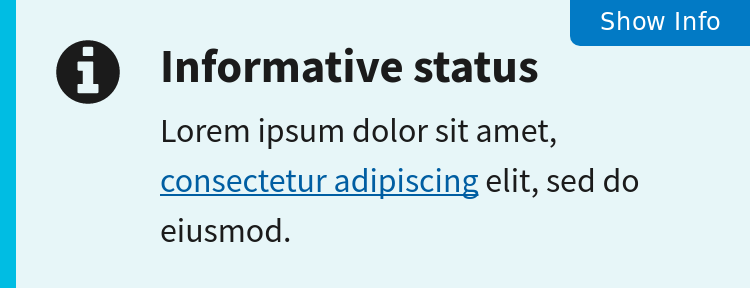 Show Info
Informative status
Lorem ipsum dolor sit amet,
consectetur adipiscing elit, sed do
eiusmod.